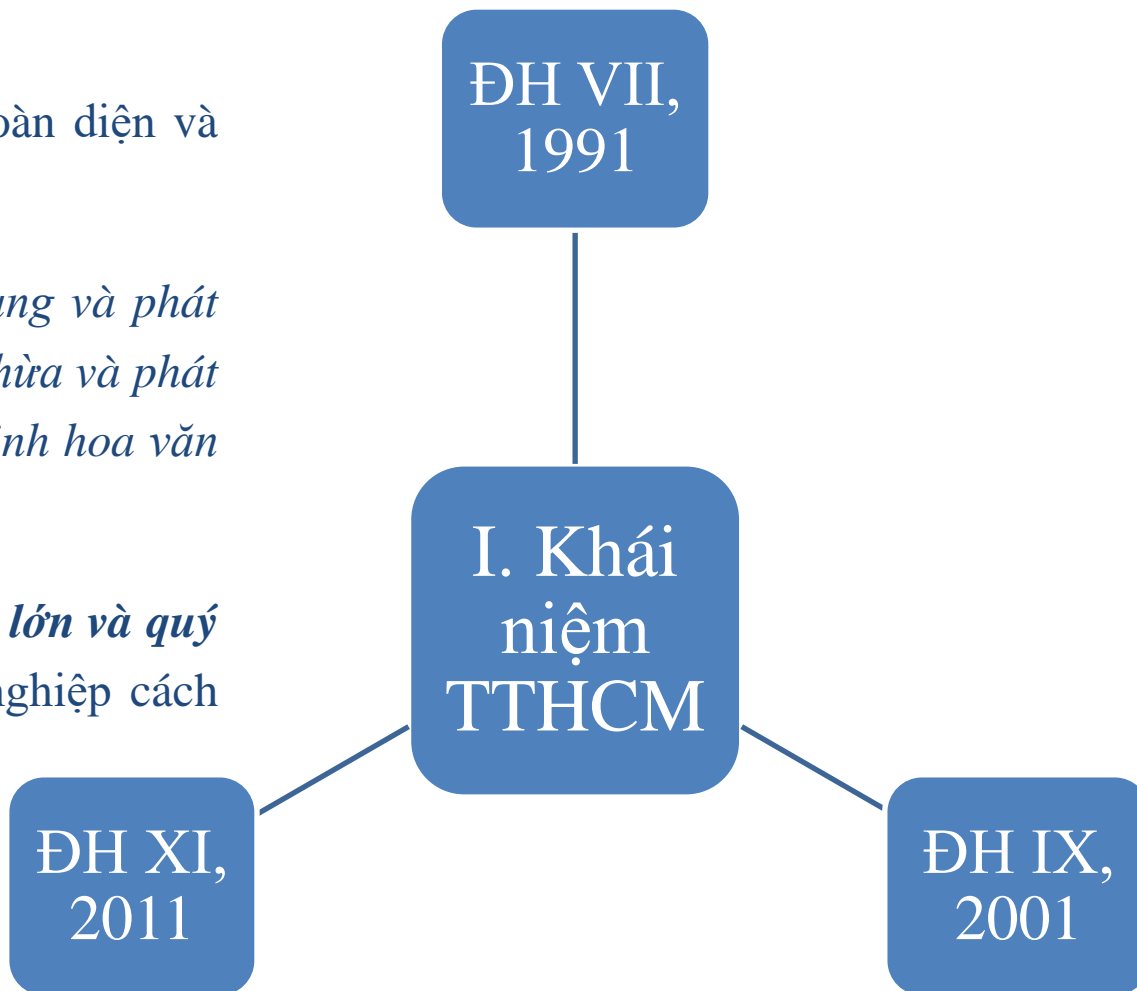 oàn diện và
ụng và phát
hừa và phát
inh hoa văn
lớn và quý
nghiệp cách
ĐH VII,
1991
I. Khái
niệm
TTHCM
ĐH XI,
2011
ĐH IX,
2001